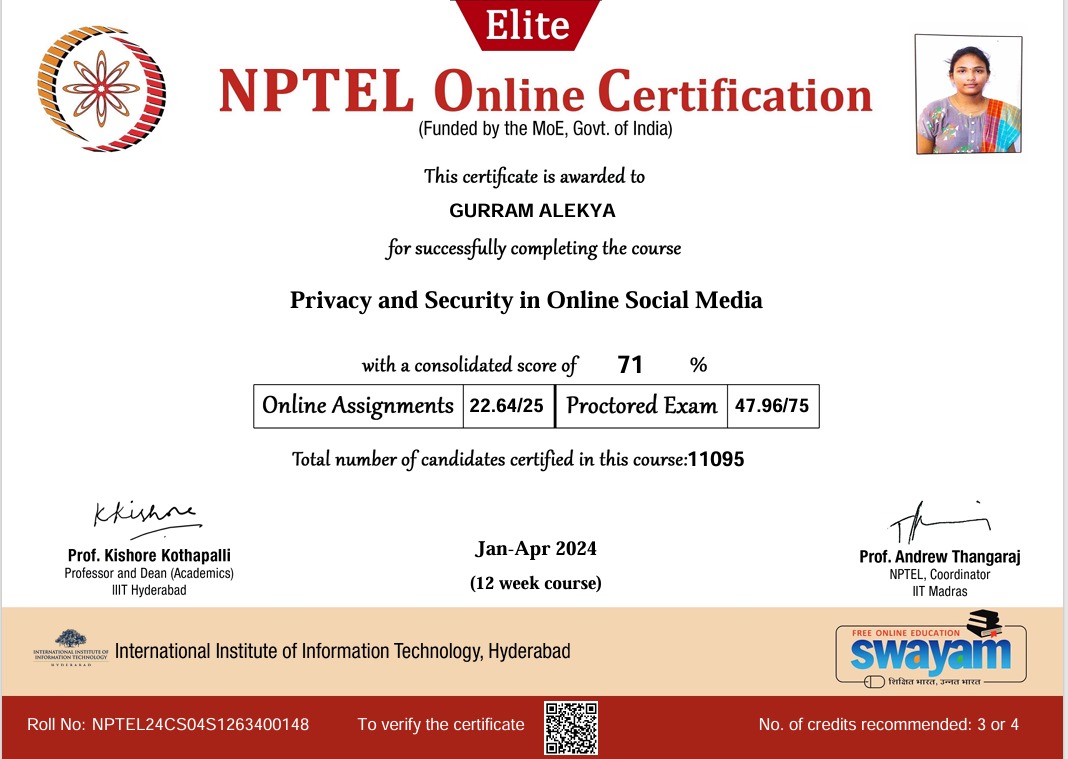 Elite
NPTEL Online Certification
(Funded by the MoE, Govt. of India)
This certificate is awarded to
GURRAM ALEKYA
for successfully completing the course
Privacy and Security in Online Social Media
with a consolidated score of 71 %
Online Assignments 22.64/25 Proctored Exam 47.96/75
Total number of candidates certified in this course:11095
KKishore
Prof. Kishore Kothapalli
Professor and Dean (Academics)
IIIT Hyderabad
Jan-Apr 2024
(12 week course)
Prof. Andrew Thangaraj
NPTEL, Coordinator
IIT Madras
INTERNATIONAL INSTITUTE OF
INFORMATION TECHNOLOGY
HYDERABAD
International Institute of Information Technology, Hyderabad
FREE ONLINE EDUCATION
swayam
शिक्षित भारत, उन्नत भारत
Roll No: NPTEL24CS04S1263400148 To verify the certificate No. of credits recommended: 3 or 4